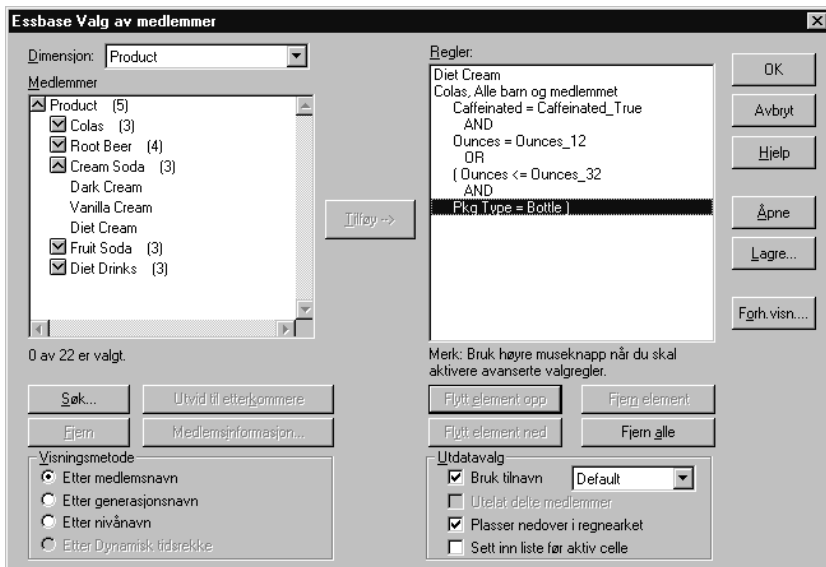 Essbase Valg av medlemmer
Dimensjon: Product
Medlemmer
Product (5)
Colas (3)
Root Beer (4)
Cream Soda (3)
Dark Cream
Vanilla Cream
Diet Cream
Fruit Soda (3)
Diet Drinks (3)
0 av 22 er valgt.
Tilføy -->
Regler:
Diet Cream
Colas, Alle barn og medlemmet
Caffeinated = Caffeinated_True
AND
Ounces = Ounces_12
OR
( Ounces <= Ounces_32
AND
Pkg Type = Bottle )
Merk: Bruk høyre museknapp når du skal
aktivere avanserte valgregler.
OK
Avbryt
Hjelp
Åpne
Lagre...
Forh.visn....
Søk...
Utvid til etterkommere
Fjern
Medlemsinformasjon...
Flytt element opp
Fjern element
Flytt element ned
Fjern alle
Visningsmetode
Etter medlemsnavn
Etter generasjonsnavn
Etter nivånavn
Etter Dynamisk tidsrekke
Utdatavalg
Bruk tilnavn Default
Utelat delte medlemmer
Plasser nedover i regnearket
Sett inn liste før aktiv celle